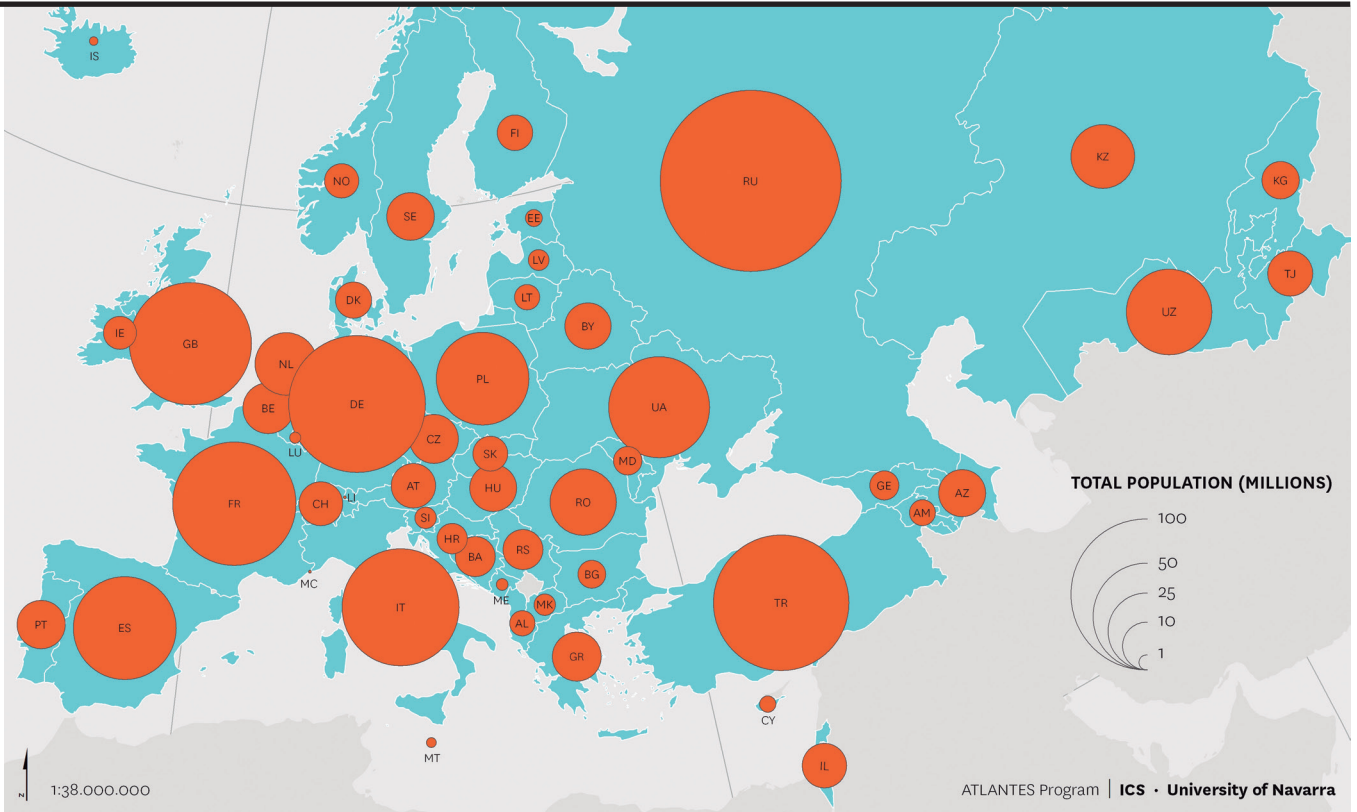 IS
FI
NO
RU
KZ
KG
SE
EE
LV
TJ
DK
LT
UZ
BY
IE
GB
NL
PL
DE
BE
UA
CZ
LU
SK
MD
AT
HU
GE
AZ
TOTAL POPULATION (MILLIONS)
FR
CH
LI
RO
AM
SI
100
HR
BA
RS
50
MC
BG
ME
25
IT
MK
TR
PT
ES
AL
10
GR
1
CY
MT
IL
N
1:38.000.000
ATLANTES Program | ICS · University of Navarra